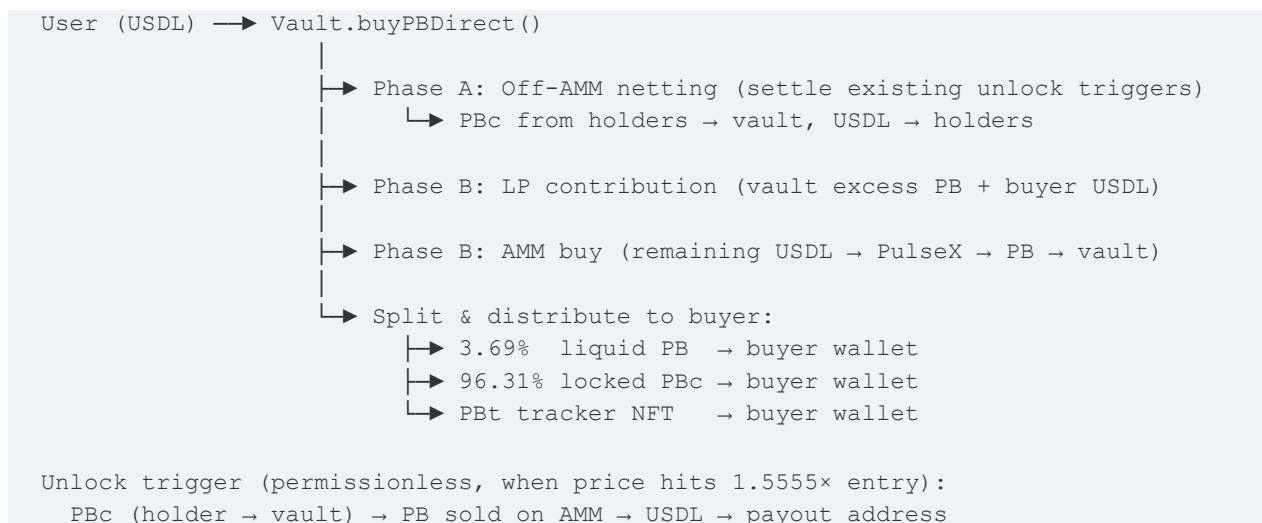 User (USDL) ──► Vault.buyPBDirect()
│
├─► Phase A: Off-AMM netting (settle existing unlock triggers)
│ └─► PBc from holders → vault, USDL → holders
│
├─► Phase B: LP contribution (vault excess PB + buyer USDL)
│
├─► Phase B: AMM buy (remaining USDL → PulseX → PB → vault)
│
└─► Split & distribute to buyer:
├─► 3.69% liquid PB → buyer wallet
├─► 96.31% locked PBc → buyer wallet
└─► PBt tracker NFT → buyer wallet
Unlock trigger (permissionless, when price hits 1.5555× entry):
PBc (holder → vault) → PB sold on AMM → USDL → payout address